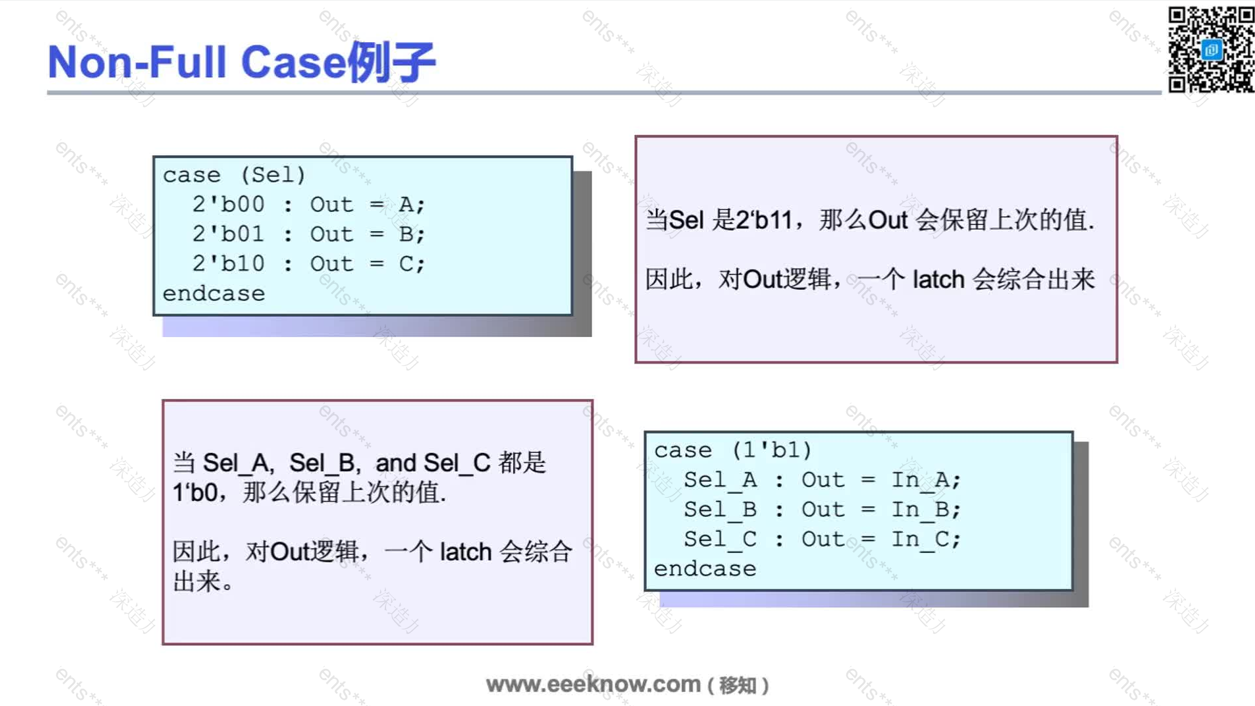 Non-Full Case例子
case (Sel)
2'b00 : Out = A;
2'b01 : Out = B;
2'b10 : Out = C;
endcase
当Sel 是2‘b11，那么Out 会保留上次的值.
因此，对Out逻辑，一个 latch 会综合出来
当 Sel_A, Sel_B, and Sel_C 都是
1‘b0，那么保留上次的值.
因此，对Out逻辑，一个 latch 会综合
出来。
case (1'b1)
Sel_A : Out = In_A;
Sel_B : Out = In_B;
Sel_C : Out = In_C;
endcase
www.eeeknow.com ( 移知 )